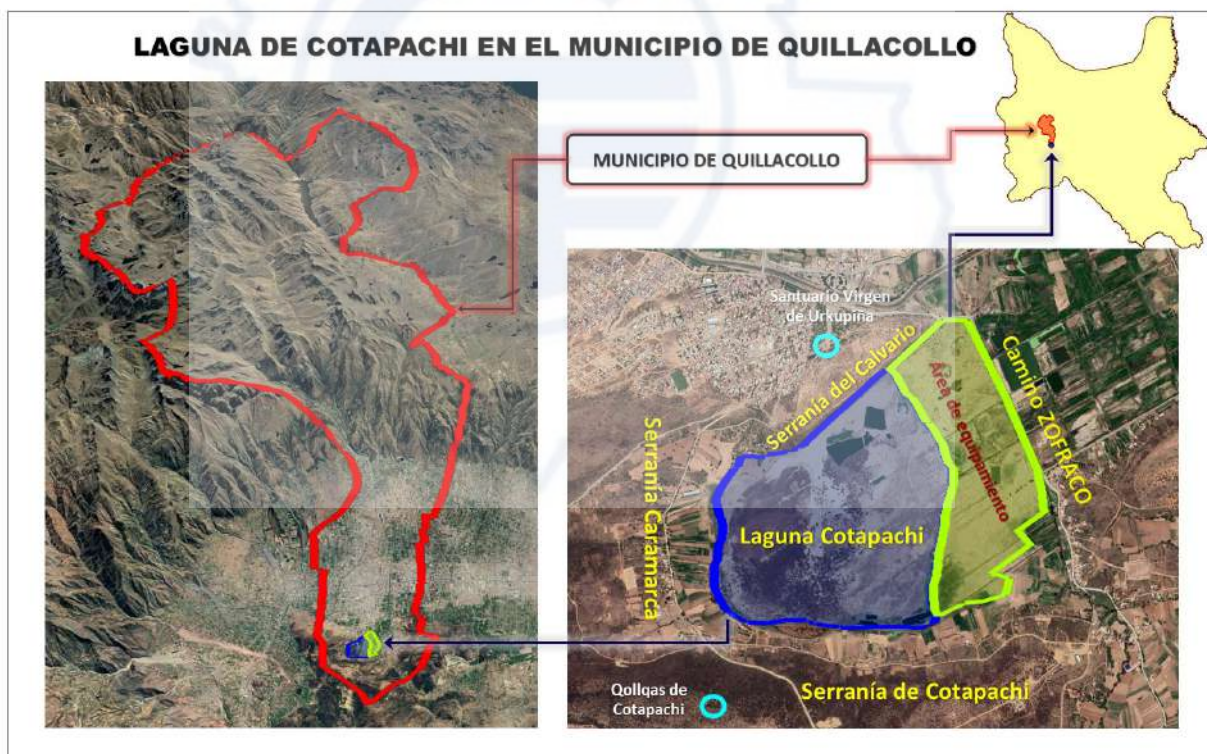 LAGUNA DE COTAPACHI EN EL MUNICIPIO DE QUILLACOLLO
MUNICIPIO DE QUILLACOLLO
Santuario Virgen
de Urkupiña
Serranía del Calvario
Camino ZOFRACO
Área de equipamiento
Serranía Caramarca
Laguna Cotapachi
Qollqas de
Cotapachi
Serranía de Cotapachi